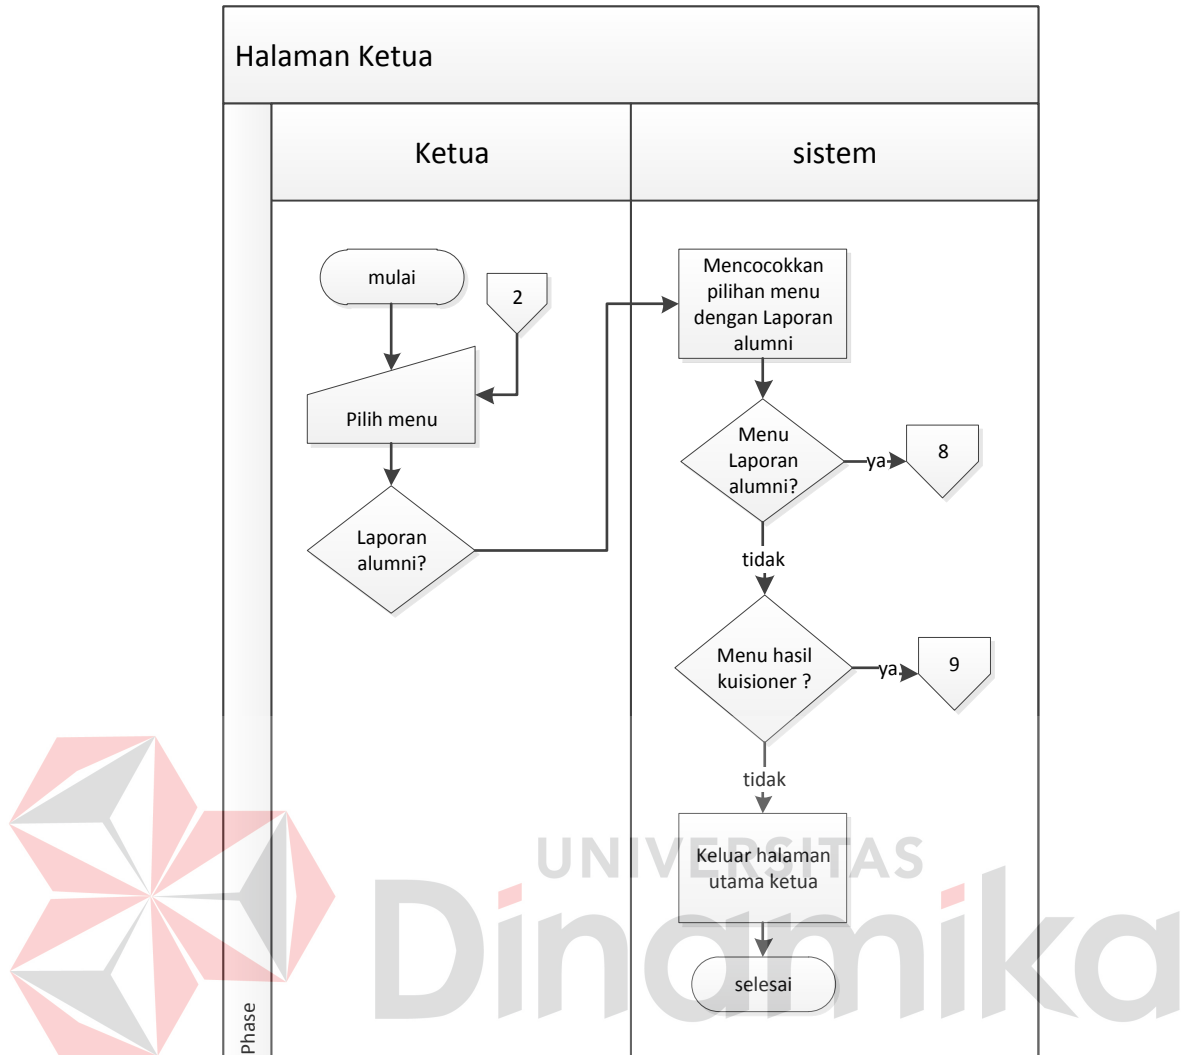 Halaman Ketua
Ketua
sistem
mulai
2
Pilih menu
Laporan
alumni?
Mencocokkan
pilihan menu
dengan Laporan
alumni
Menu
Laporan
alumni?
ya
8
tidak
Menu hasil
kuisioner ?
ya
9
tidak
Keluar halaman
utama ketua
selesai
Phase
UNIVERSITAS
Dinamika